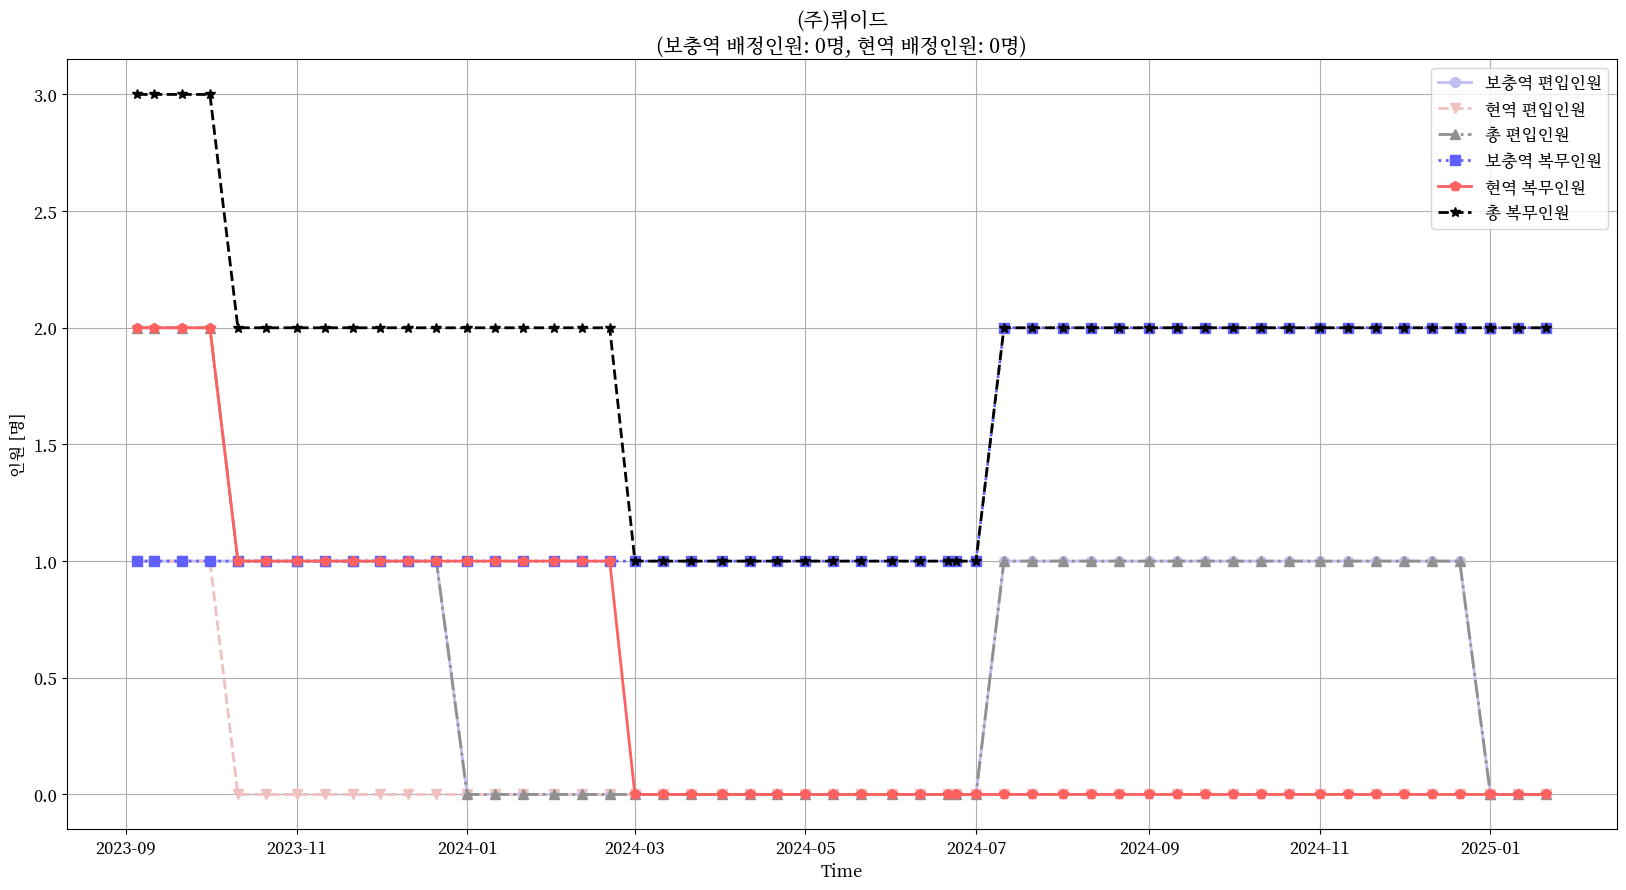 (주)뤼이드
(보충역 배정인원: 0명, 현역 배정인원: 0명)
보충역 편입인원
현역 편입인원
총 편입인원
보충역 복무인원
현역 복무인원
총 복무인원
3.0
2.5
2.0
1.5
1.0
0.5
0.0
인원 [명]
2023-09
2023-11
2024-01
2024-03
2024-05
2024-07
2024-09
2024-11
2025-01
Time